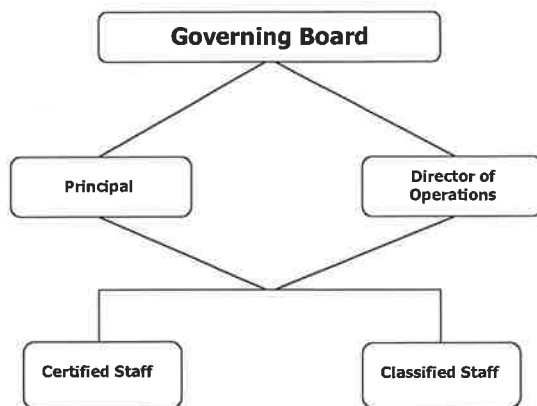 Governing Board
Principal
Director of
Operations
Certified Staff
Classified Staff